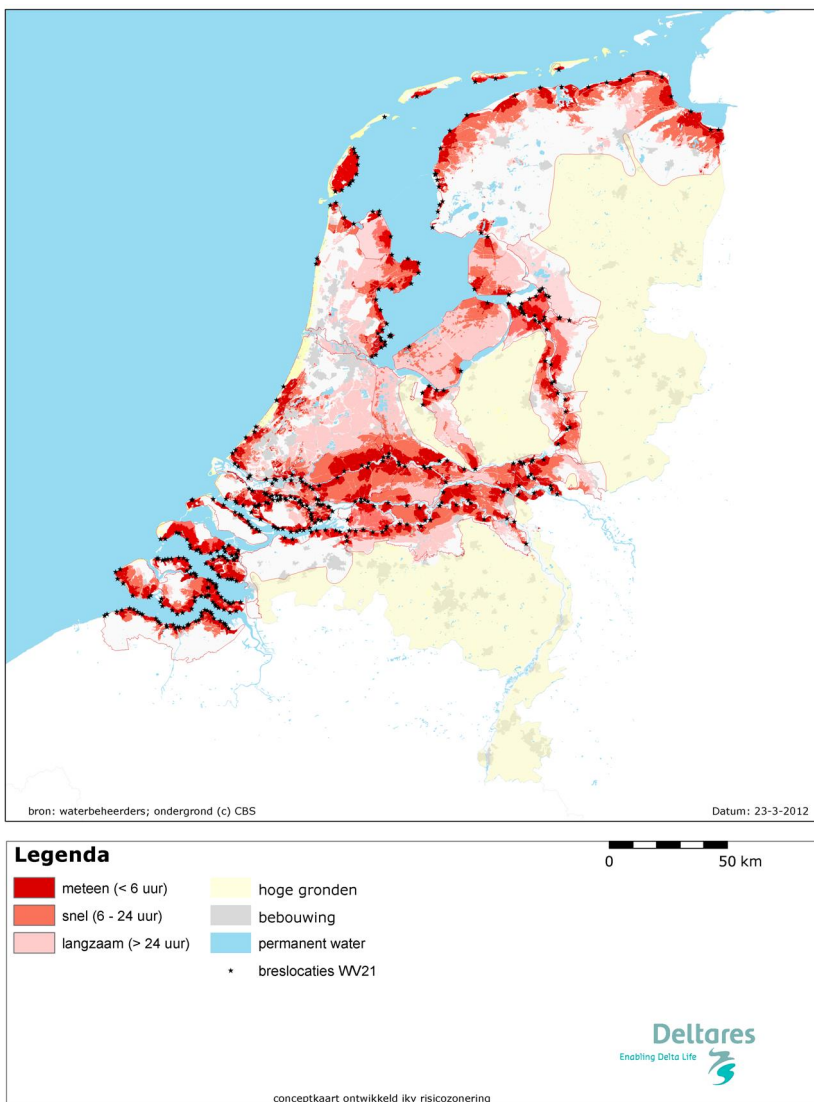 bron: waterbeheerders; ondergrond (c) CBS
Datum: 23-3-2012
Legenda
meteen (< 6 uur)
snel (6 - 24 uur)
langzaam (> 24 uur)
hoge gronden
bebouwing
permanent water
breslocaties WV21
0 50 km
Deltares
Enabling Delta Life
conceptkaart ontwikkeld ikv risicozonering